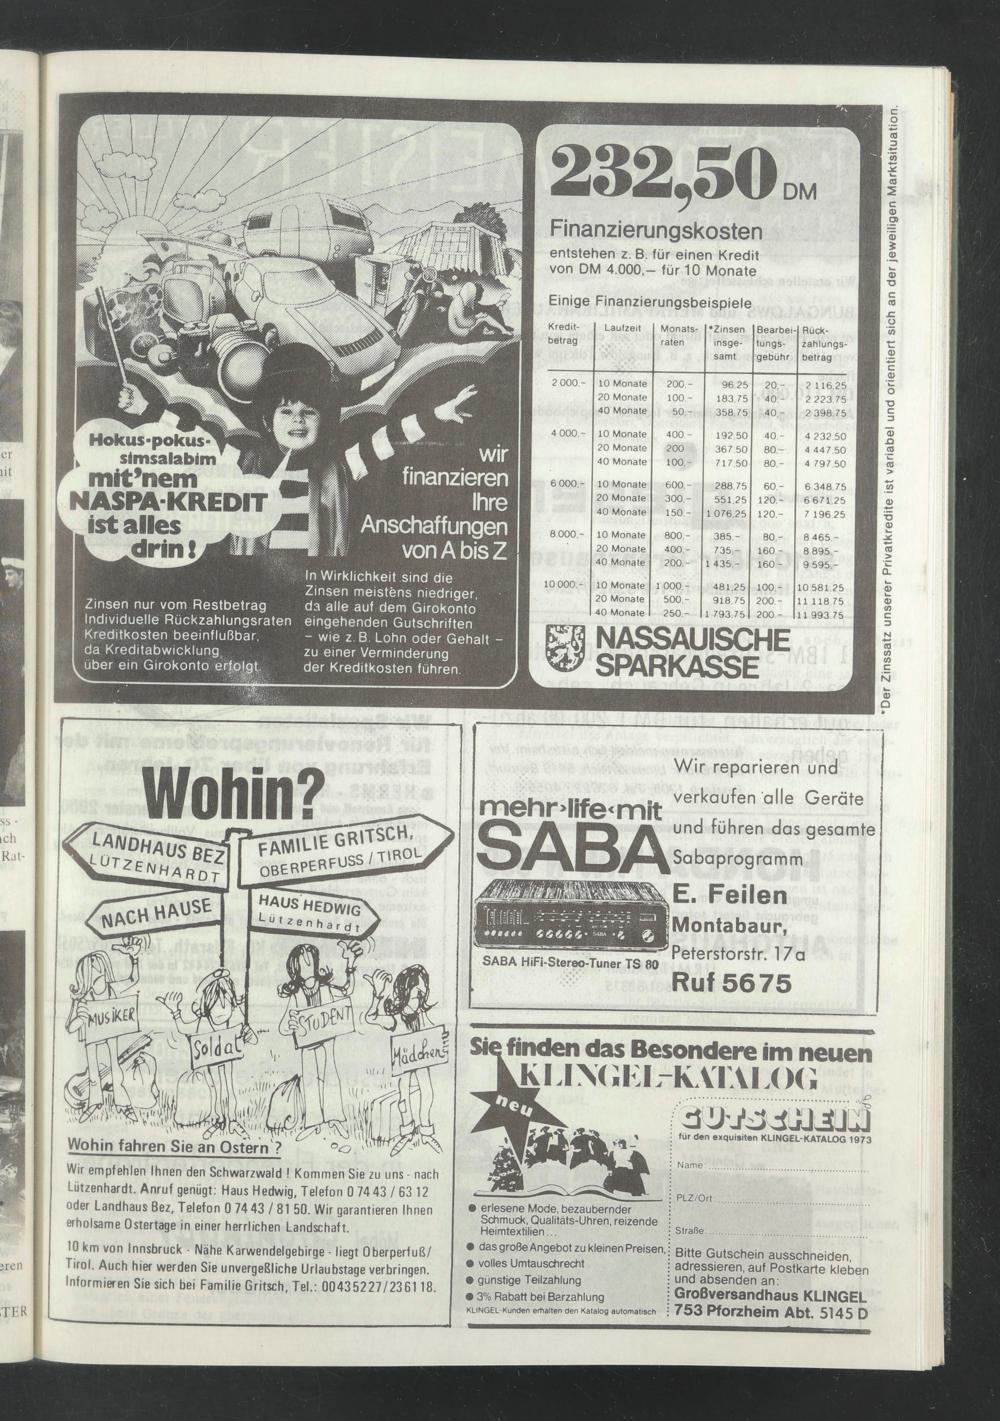 Hokus-pokus-
simsalabim
mit'nem
NASPA-KREDIT
ist alles
drin!
wir
finanzieren
Ihre
Anschaffungen
von A bis Z
Zinsen nur vom Restbetrag
Individuelle Rückzahlungsraten
Kreditkosten beeinflußbar,
da Kreditabwicklung
über ein Girokonto erfolgt.
In Wirklichkeit sind die
Zinsen meistens niedriger,
da alle auf dem Girokonto
eingehenden Gutschriften
– wie z.B. Lohn oder Gehalt –
zu einer Verminderung
der Kreditkosten führen.
232,50 DM
Finanzierungskosten
entstehen z. B. für einen Kredit
von DM 4.000,– für 10 Monate
Einige Finanzierungsbeispiele
Kredit- Laufzeit Monats- *Zinsen Bearbei- Rück-
betrag raten insge- tungs- zahlungs-
samt gebühr betrag
2 000.– 10 Monate 200.– 96.25 20.– 2 116.25
20 Monate 100.– 183.75 40.– 2 223.75
40 Monate 50.– 358.75 40.– 2 398.75
4 000.– 10 Monate 400.– 192.50 40.– 4 232.50
20 Monate 200 367.50 80.– 4 447.50
40 Monate 100.– 717.50 80.– 4 797.50
6 000.– 10 Monate 600.– 288.75 60.– 6 348.75
20 Monate 300.– 551.25 120.– 6 671.25
40 Monate 150.– 1 076.25 120.– 7 196.25
8.000.– 10 Monate 800.– 385.– 80.– 8 465.–
20 Monate 400.– 735.– 160.– 8 895.–
40 Monate 200.– 1 435.– 160.– 9 595.–
10 000.– 10 Monate 1 000.– 481.25 100.– 10 581.25
20 Monate 500.– 918.75 200.– 11 118.75
40 Monate 250.– 1 793.75 200.– 11 993.75
NASSAUISCHE
SPARKASSE
*Der Zinssatz unserer Privatkredite ist variabel und orientiert sich an der jeweiligen Marktsituation.
Wohin?
LANDHAUS BEZ
LÜTZENHARDT
FAMILIE GRITSCH,
OBERPERFUSS / TIROL
NACH HAUSE
HAUS HEDWIG
Lützenhardt
MUSIKER
Soldat
STUDENT
Mädchen
Wohin fahren Sie an Ostern ?
Wir empfehlen Ihnen den Schwarzwald ! Kommen Sie zu uns - nach
Lützenhardt. Anruf genügt: Haus Hedwig, Telefon 0 74 43 / 63 12
oder Landhaus Bez, Telefon 0 74 43 / 81 50. Wir garantieren Ihnen
erholsame Ostertage in einer herrlichen Landschaft.
10 km von Innsbruck - Nähe Karwendelgebirge - liegt Oberperfuß/
Tirol. Auch hier werden Sie unvergeßliche Urlaubstage verbringen.
Informieren Sie sich bei Familie Gritsch, Tel.: 00435227/236118.
mehr›life‹mit
SABA
SABA HiFi-Stereo-Tuner TS 80
Wir reparieren und
verkaufen alle Geräte
und führen das gesamte
Sabaprogramm
E. Feilen
Montabaur,
Peterstorstr. 17a
Ruf 5675
Sie finden das Besondere im neuen
KLINGEL-KATALOG
neu
● erlesene Mode, bezaubernder
Schmuck, Qualitäts-Uhren, reizende
Heimtextilien...
● das große Angebot zu kleinen Preisen,
● volles Umtauschrecht
● günstige Teilzahlung
● 3% Rabatt bei Barzahlung
KLINGEL-Kunden erhalten den Katalog automatisch
GUTSCHEIN
für den exquisiten KLINGEL-KATALOG 1973
Name
PLZ/Ort
Straße
Bitte Gutschein ausschneiden,
adressieren, auf Postkarte kleben
und absenden an:
Großversandhaus KLINGEL
753 Pforzheim Abt. 5145 D